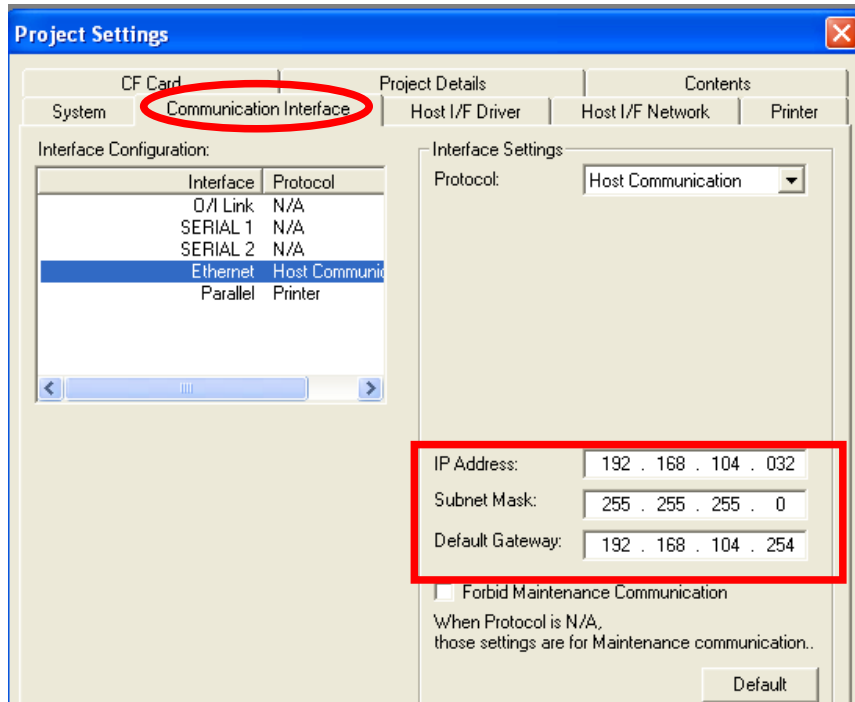 Project Settings
CF Card Project Details Contents
System Communication Interface Host I/F Driver Host I/F Network Printer
Interface Configuration:
Interface Protocol
O/I Link N/A
SERIAL 1 N/A
SERIAL 2 N/A
Ethernet Host Communic
Parallel Printer
Interface Settings
Protocol: Host Communication
IP Address: 192 . 168 . 104 . 032
Subnet Mask: 255 . 255 . 255 . 0
Default Gateway: 192 . 168 . 104 . 254
Forbid Maintenance Communication
When Protocol is N/A,
those settings are for Maintenance communication..
Default